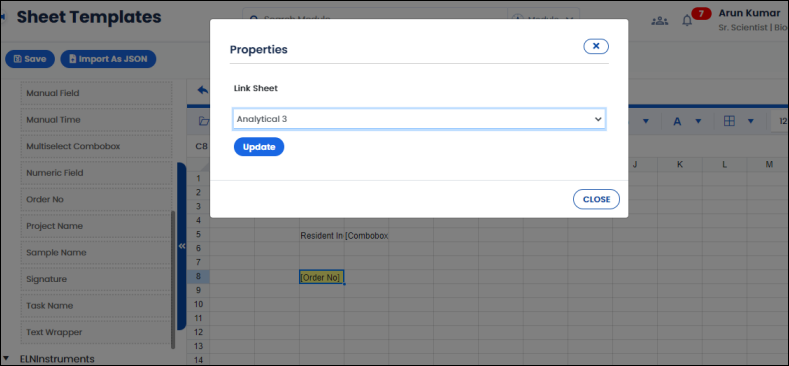 Sheet Templates
Search Module
Module
7
Arun Kumar
Sr. Scientist | Bio
Save
Import As JSON
Properties
Link Sheet
Analytical 3
Update
CLOSE
Manual Field
Manual Time
Multiselect Combobox
Numeric Field
Order No
Project Name
Sample Name
Signature
Task Name
Text Wrapper
ELNInstruments
A
I2
C8
J K L M
1
2
3
4
5 Resident In [Combobox
6
7
8 [Order No]
9
10
11
12
13
14